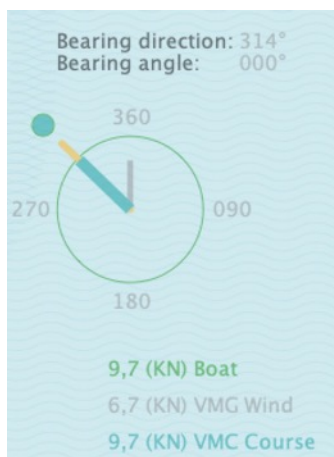 Bearing direction: 314°
Bearing angle: 000°
360
270 090
180
9,7 (KN) Boat
6,7 (KN) VMG Wind
9,7 (KN) VMC Course